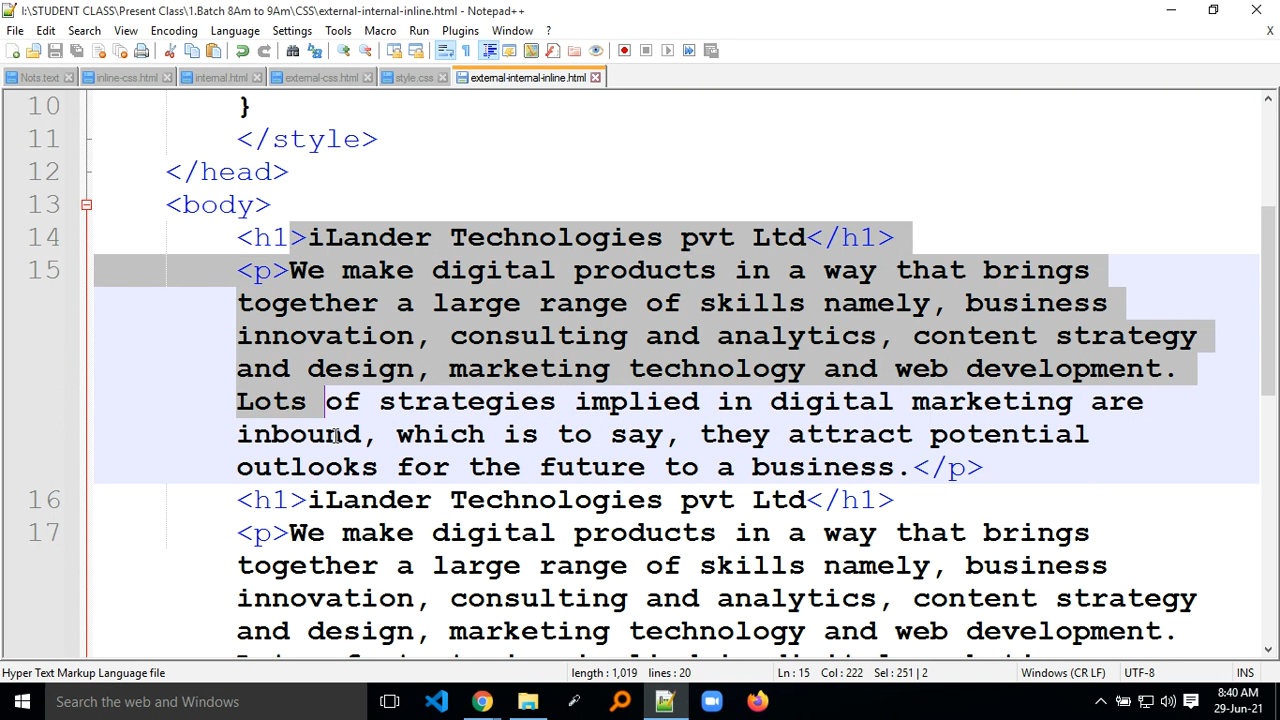 I:\STUDENT CLASS\Present Class\1.Batch 8Am to 9Am\CSS\external-internal-inline.html - Notepad++
File Edit Search View Encoding Language Settings Tools Macro Run Plugins Window ? X
Nots.text inline-css.html internal.html external-css.html style.css external-internal-inline.html
10 }
11 </style>
12 </head>
13 <body>
14 <h1>iLander Technologies pvt Ltd</h1>
15 <p>We make digital products in a way that brings
together a large range of skills namely, business
innovation, consulting and analytics, content strategy
and design, marketing technology and web development.
Lots of strategies implied in digital marketing are
inbound, which is to say, they attract potential
outlooks for the future to a business.</p>
16 <h1>iLander Technologies pvt Ltd</h1>
17 <p>We make digital products in a way that brings
together a large range of skills namely, business
innovation, consulting and analytics, content strategy
and design, marketing technology and web development.
Hyper Text Markup Language file length : 1,019 lines : 20 Ln : 15 Col : 222 Sel : 251 | 2 Windows (CR LF) UTF-8 INS
Search the web and Windows
8:40 AM
29-Jun-21